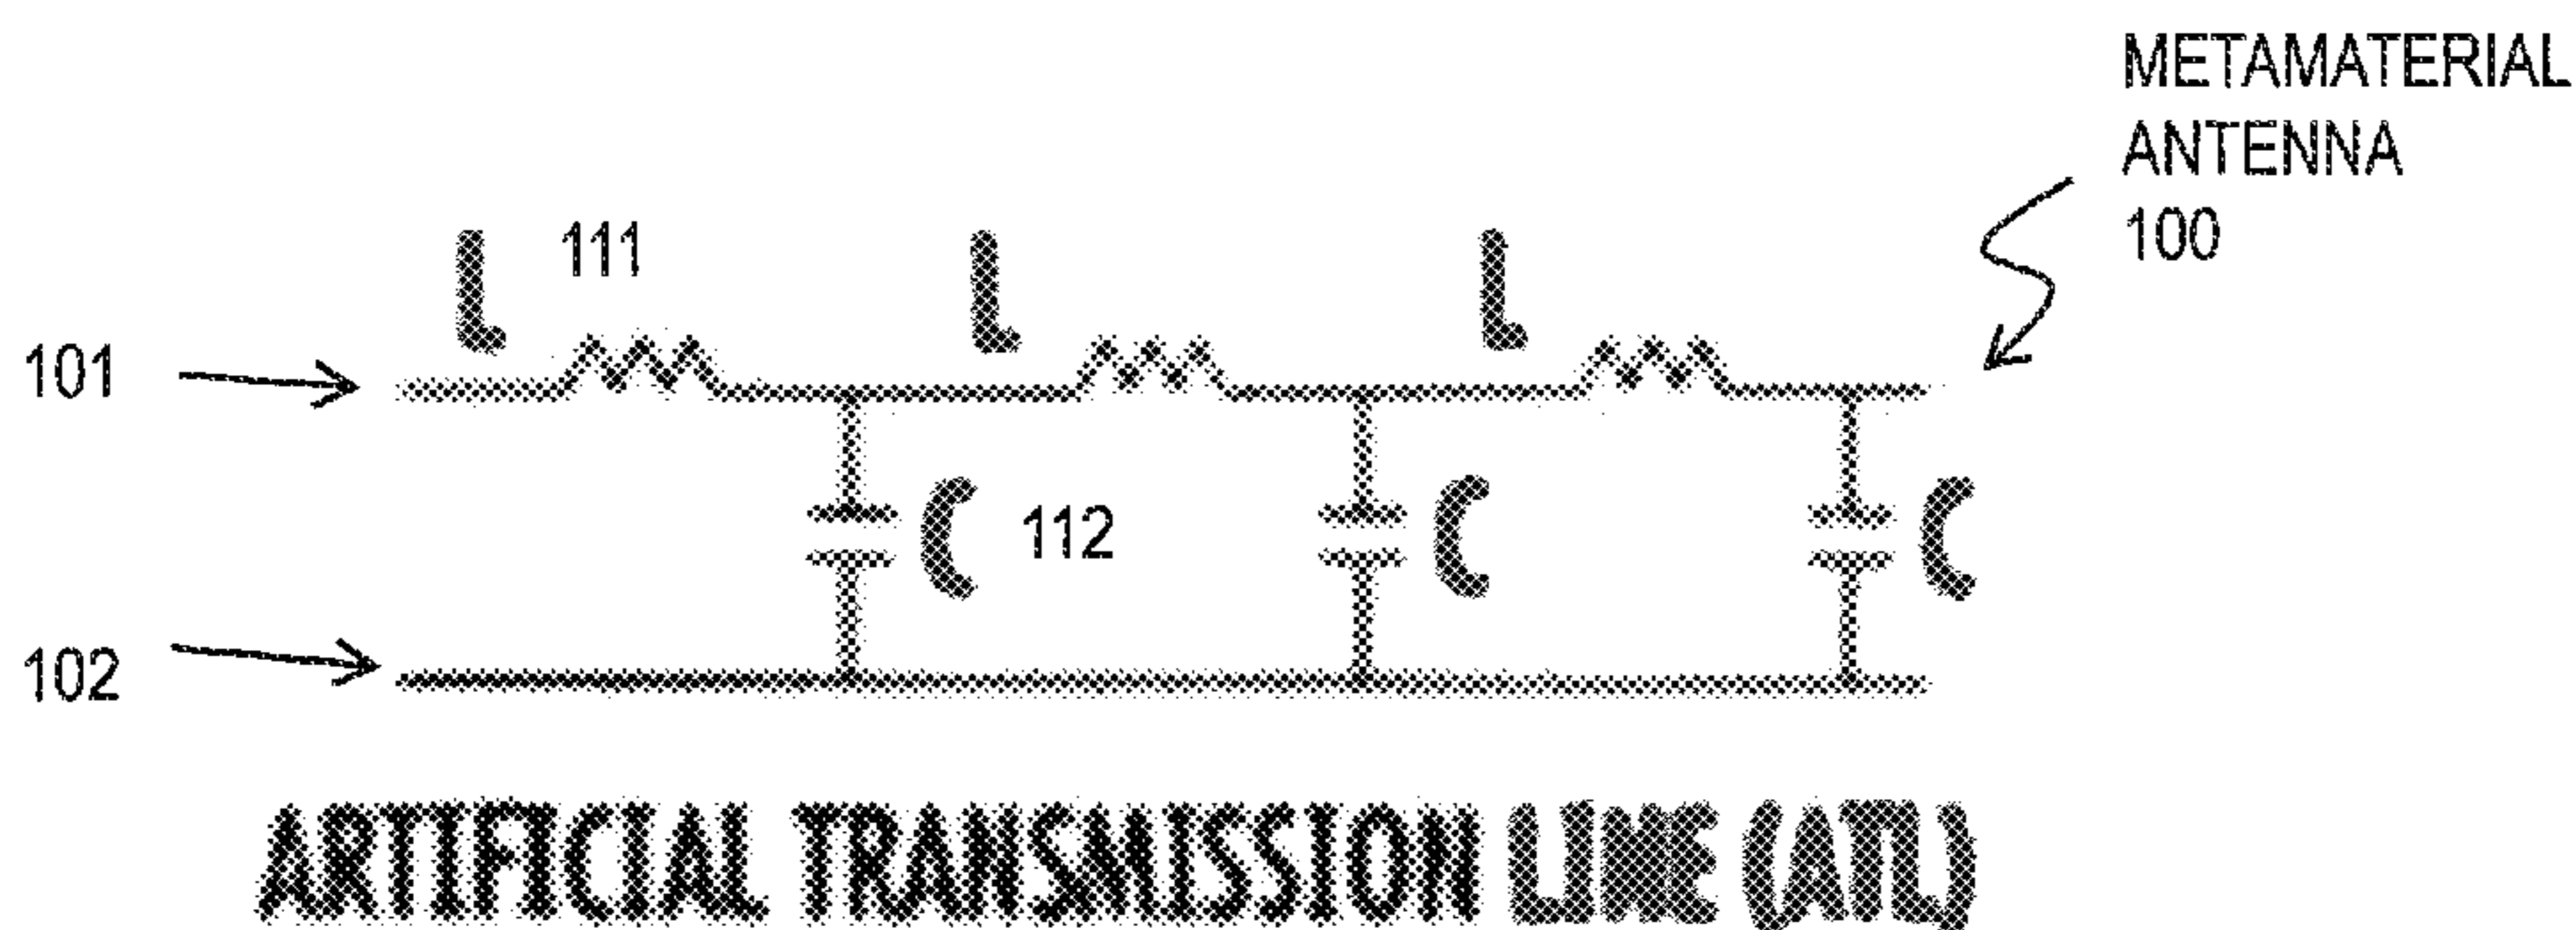 METAMATERIAL
ANTENNA
100
L 111 L L
101
C 112 C C
102
ARTIFICIAL TRANSMISSION LINE (ATL)